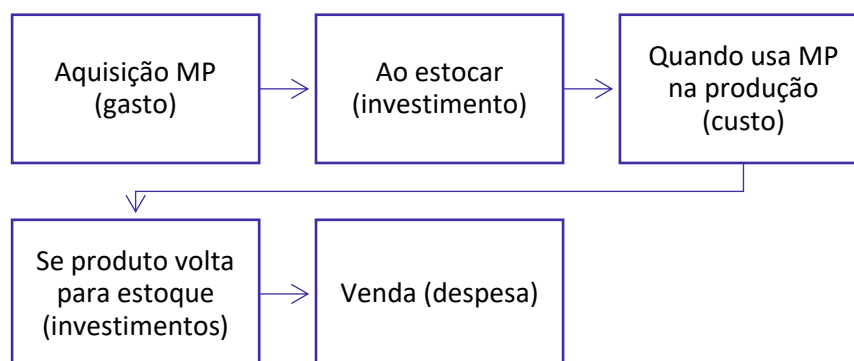 Aquisição MP
(gasto)
Ao estocar
(investimento)
Quando usa MP
na produção
(custo)
Se produto volta
para estoque
(investimentos)
Venda (despesa)